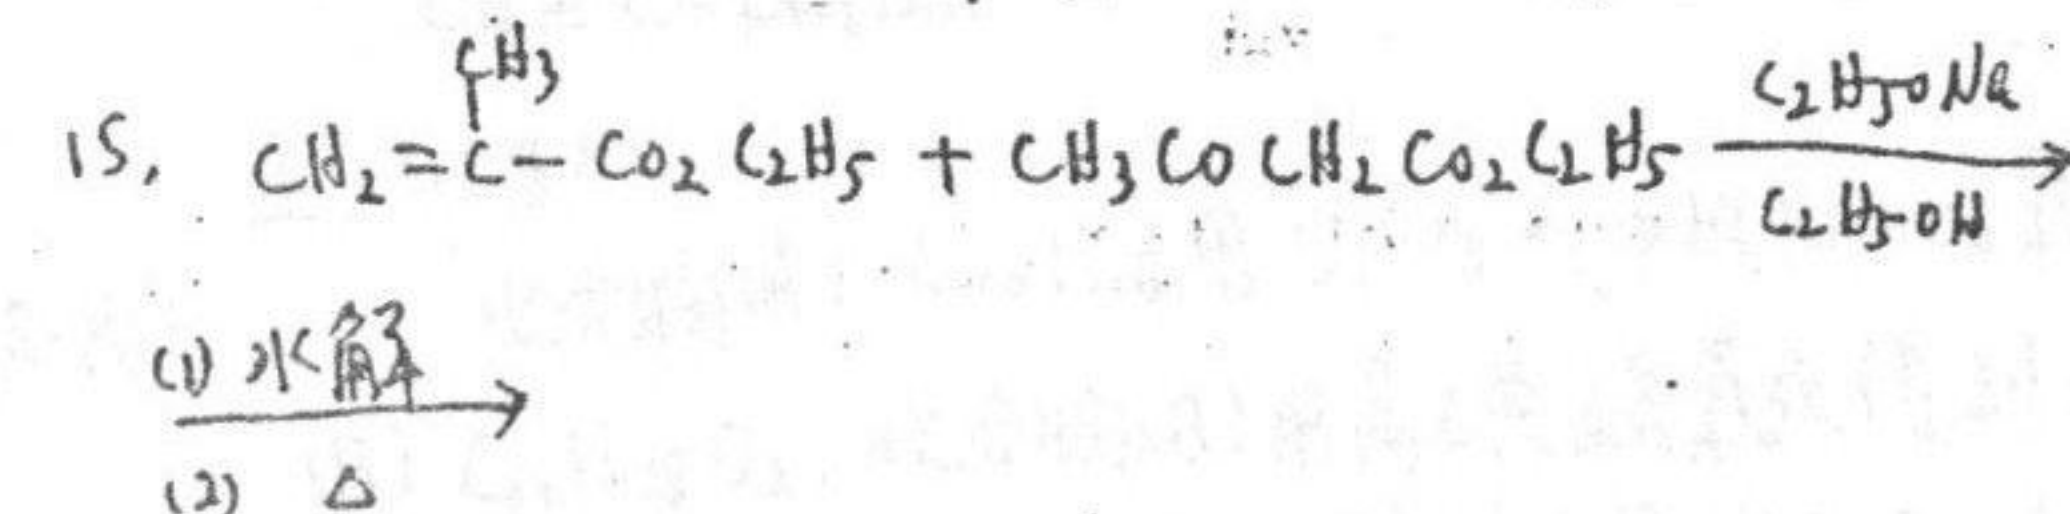 CH3
15. CH2=C-CO2C2H5 + CH3COCH2CO2C2H5 C2H5ONa
C2H5OH
(1) 水解
(2) △